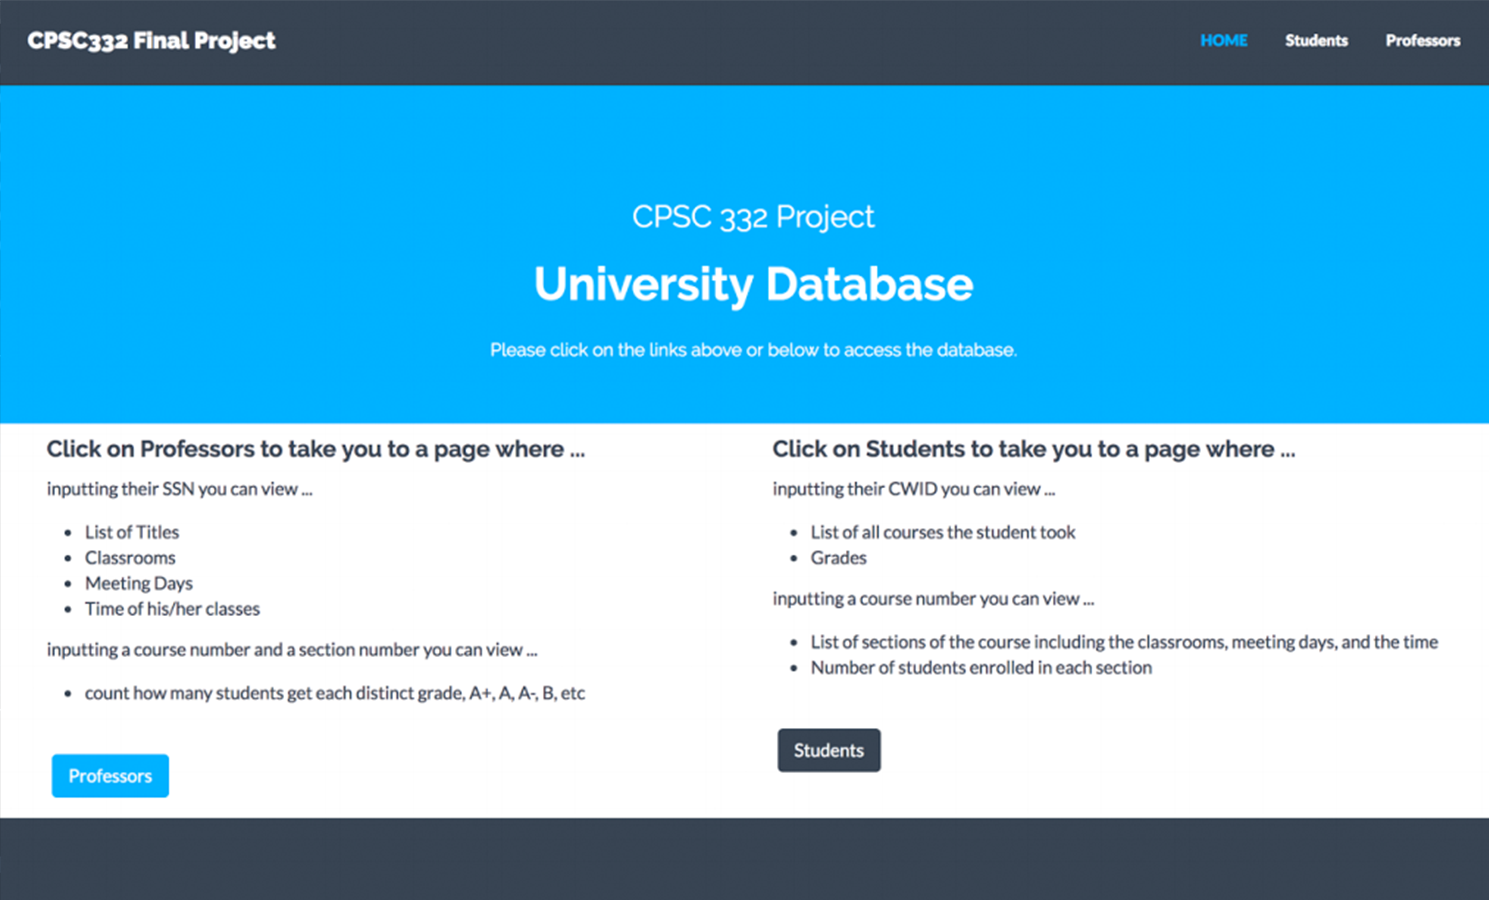 CPSC332 Final Project
HOME Students Professors
CPSC 332 Project
University Database
Please click on the links above or below to access the database.
Click on Professors to take you to a page where ...
inputting their SSN you can view ...
• List of Titles
• Classrooms
• Meeting Days
• Time of his/her classes
inputting a course number and a section number you can view ...
• count how many students get each distinct grade, A+, A, A-, B, etc
Professors
Click on Students to take you to a page where ...
inputting their CWID you can view ...
• List of all courses the student took
• Grades
inputting a course number you can view ...
• List of sections of the course including the classrooms, meeting days, and the time
• Number of students enrolled in each section
Students